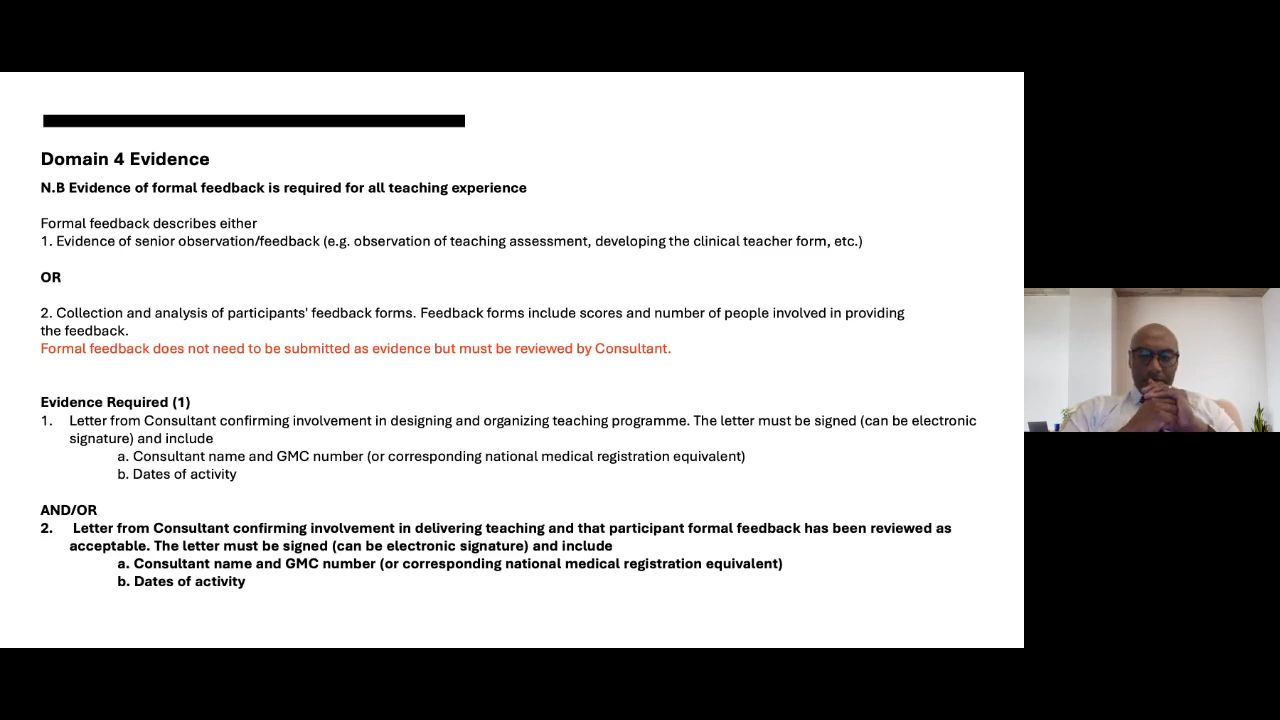 Domain 4 Evidence
N.B Evidence of formal feedback is required for all teaching experience
Formal feedback describes either
1. Evidence of senior observation/feedback (e.g. observation of teaching assessment, developing the clinical teacher form, etc.)
OR
2. Collection and analysis of participants' feedback forms. Feedback forms include scores and number of people involved in providing
the feedback.
Formal feedback does not need to be submitted as evidence but must be reviewed by Consultant.
Evidence Required (1)
1. Letter from Consultant confirming involvement in designing and organizing teaching programme. The letter must be signed (can be electronic
signature) and include
a. Consultant name and GMC number (or corresponding national medical registration equivalent)
b. Dates of activity
AND/OR
2. Letter from Consultant confirming involvement in delivering teaching and that participant formal feedback has been reviewed as
acceptable. The letter must be signed (can be electronic signature) and include
a. Consultant name and GMC number (or corresponding national medical registration equivalent)
b. Dates of activity